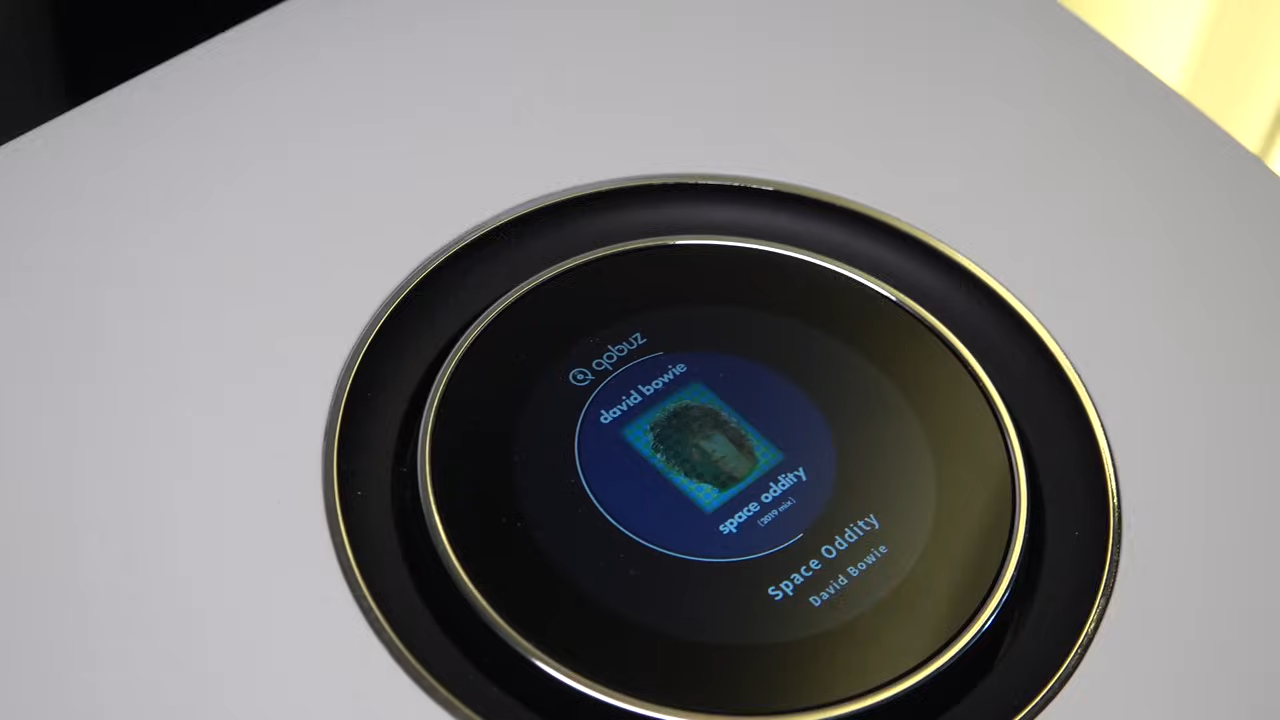 qobuz
david bowie
space oddity
(2019 mix)
Space Oddity
David Bowie